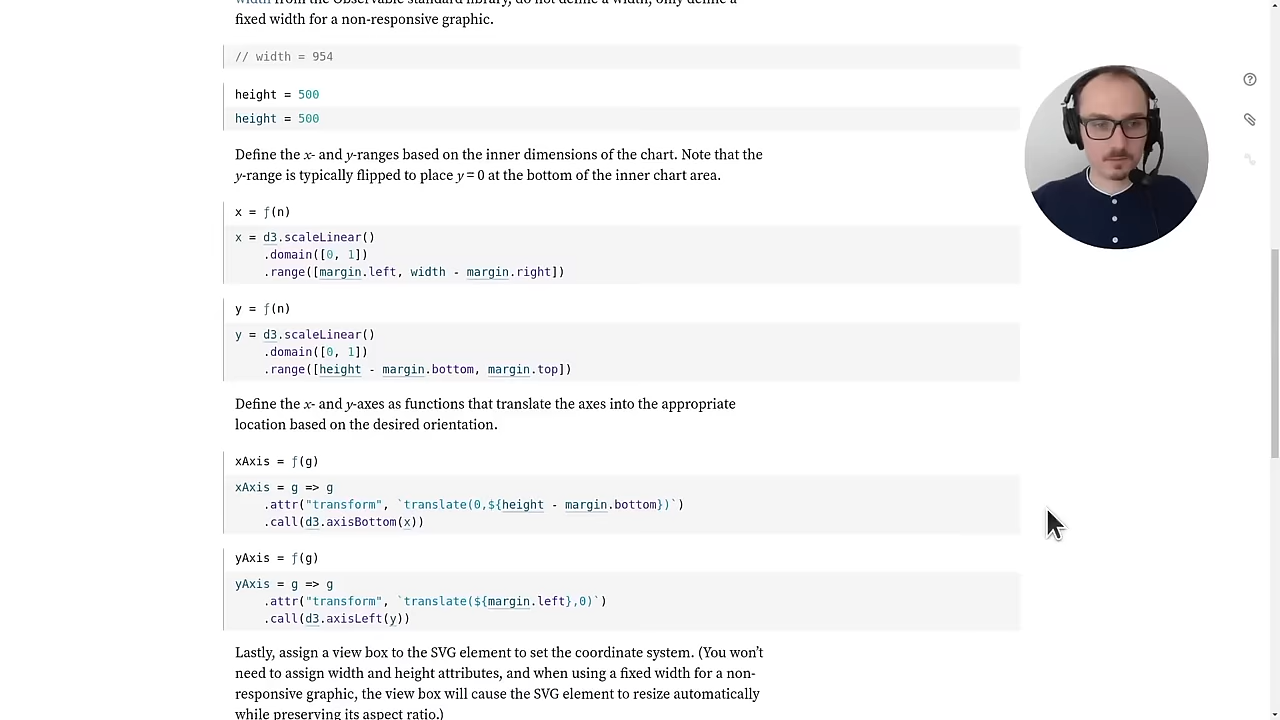 width from the Observable standard library, do not define a width; only define a
fixed width for a non-responsive graphic.
// width = 954
height = 500
height = 500
Define the x- and y-ranges based on the inner dimensions of the chart. Note that the
y-range is typically flipped to place y = 0 at the bottom of the inner chart area.
x = ƒ(n)
x = d3.scaleLinear()
    .domain([0, 1])
    .range([margin.left, width - margin.right])
y = ƒ(n)
y = d3.scaleLinear()
    .domain([0, 1])
    .range([height - margin.bottom, margin.top])
Define the x- and y-axes as functions that translate the axes into the appropriate
location based on the desired orientation.
xAxis = ƒ(g)
xAxis = g => g
    .attr("transform", `translate(0,${height - margin.bottom})`)
    .call(d3.axisBottom(x))
yAxis = ƒ(g)
yAxis = g => g
    .attr("transform", `translate(${margin.left},0)`)
    .call(d3.axisLeft(y))
Lastly, assign a view box to the SVG element to set the coordinate system. (You won’t
need to assign width and height attributes, and when using a fixed width for a non-
responsive graphic, the view box will cause the SVG element to resize automatically
while preserving its aspect ratio.)